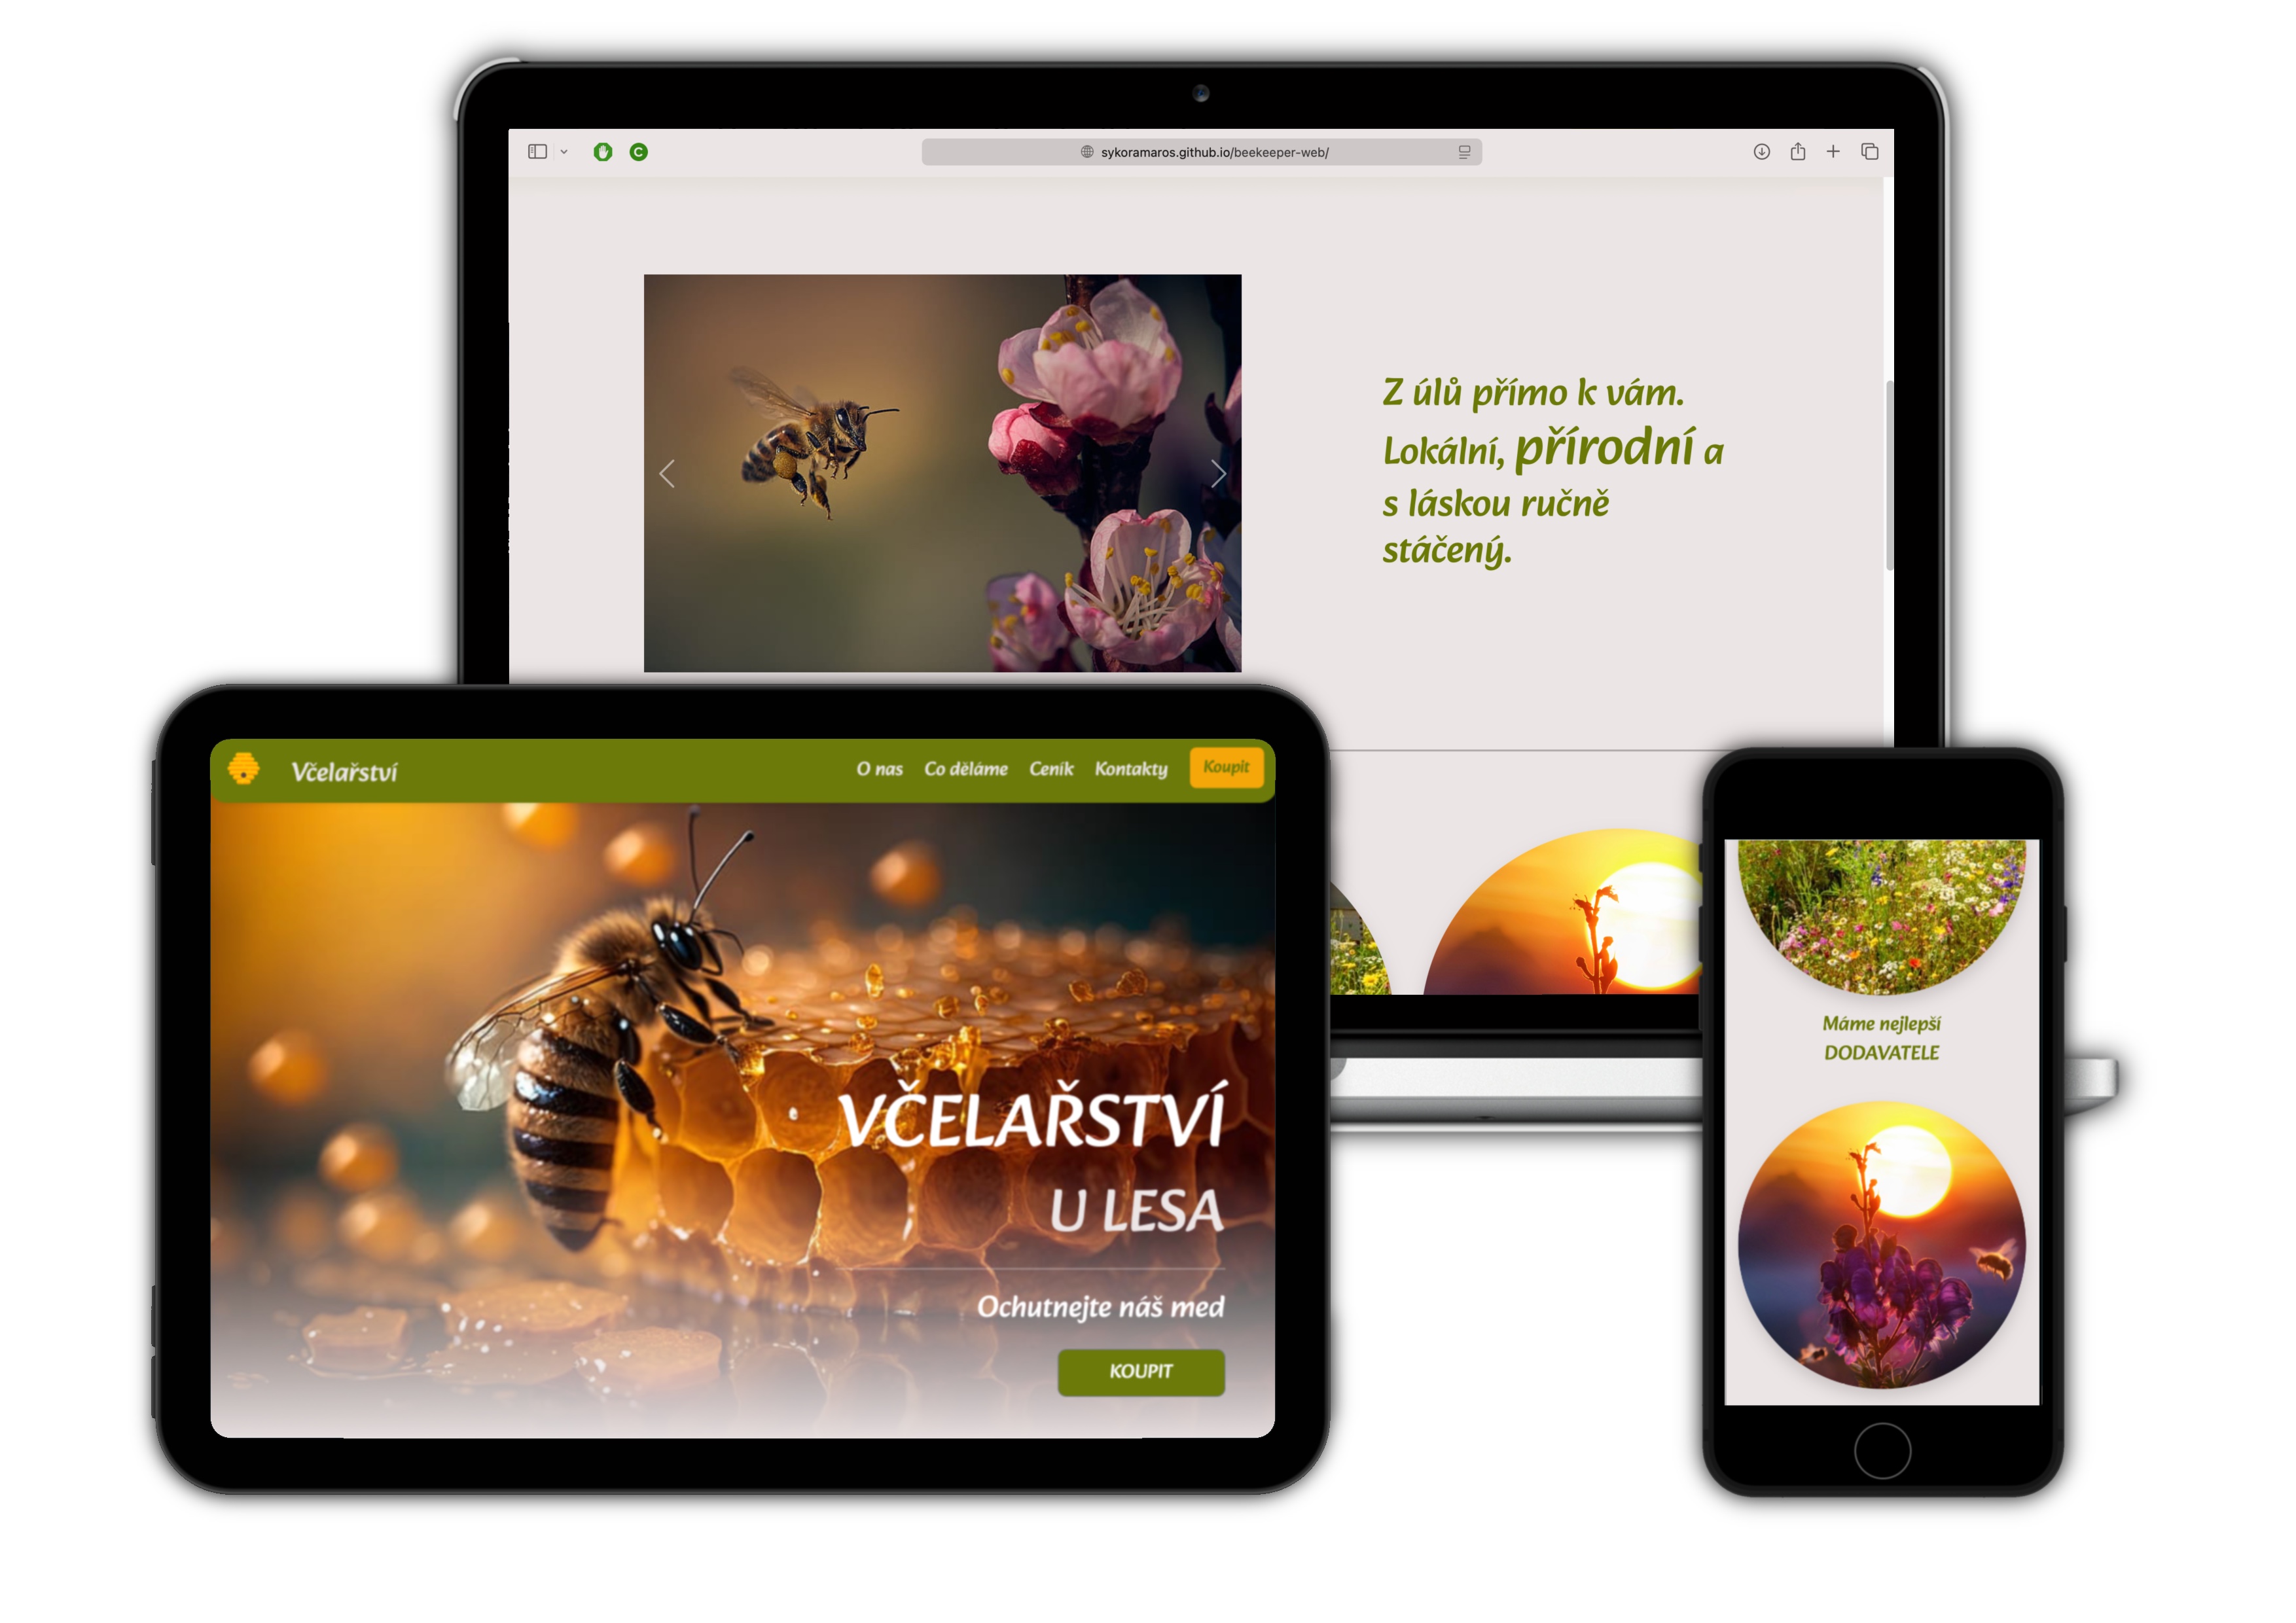 sykoramaros.github.io/beekeeper-web/
Z úlů přímo k vám.
Lokální, přírodní a
s láskou ručně
stáčený.
Včelařství
O nas
Co děláme
Ceník
Kontakty
Koupit
VČELAŘSTVÍ
U LESA
Ochutnejte náš med
KOUPIT
Máme nejlepší
DODAVATELE